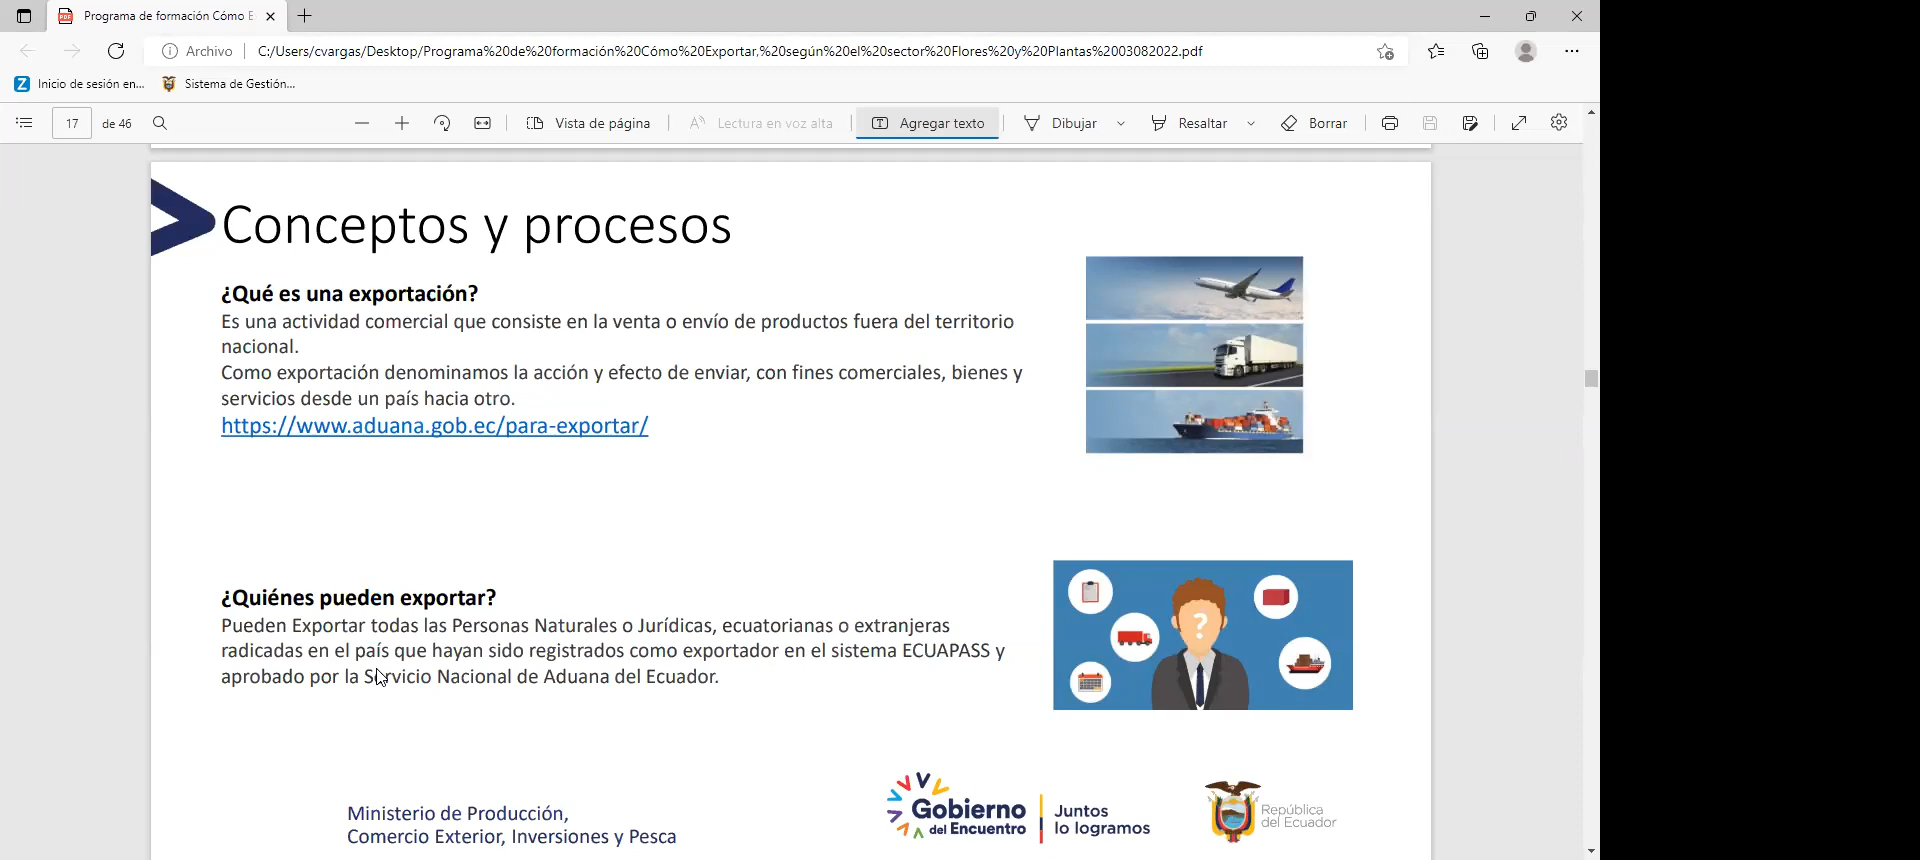 Programa de formación Cómo E
Archivo
C:/Users/cvargas/Desktop/Programa%20de%20formación%20Cómo%20Exportar,%20según%20el%20sector%20Flores%20y%20Plantas%2003082022.pdf
Inicio de sesión en...
Sistema de Gestión...
17 de 46
Vista de página
Lectura en voz alta
Agregar texto
Dibujar
Resaltar
Borrar
Conceptos y procesos
¿Qué es una exportación?
Es una actividad comercial que consiste en la venta o envío de productos fuera del territorio
nacional.
Como exportación denominamos la acción y efecto de enviar, con fines comerciales, bienes y
servicios desde un país hacia otro.
https://www.aduana.gob.ec/para-exportar/
¿Quiénes pueden exportar?
Pueden Exportar todas las Personas Naturales o Jurídicas, ecuatorianas o extranjeras
radicadas en el país que hayan sido registrados como exportador en el sistema ECUAPASS y
aprobado por la Servicio Nacional de Aduana del Ecuador.
?
Ministerio de Producción,
Comercio Exterior, Inversiones y Pesca
Gobierno
del Encuentro
Juntos
lo logramos
República
del Ecuador